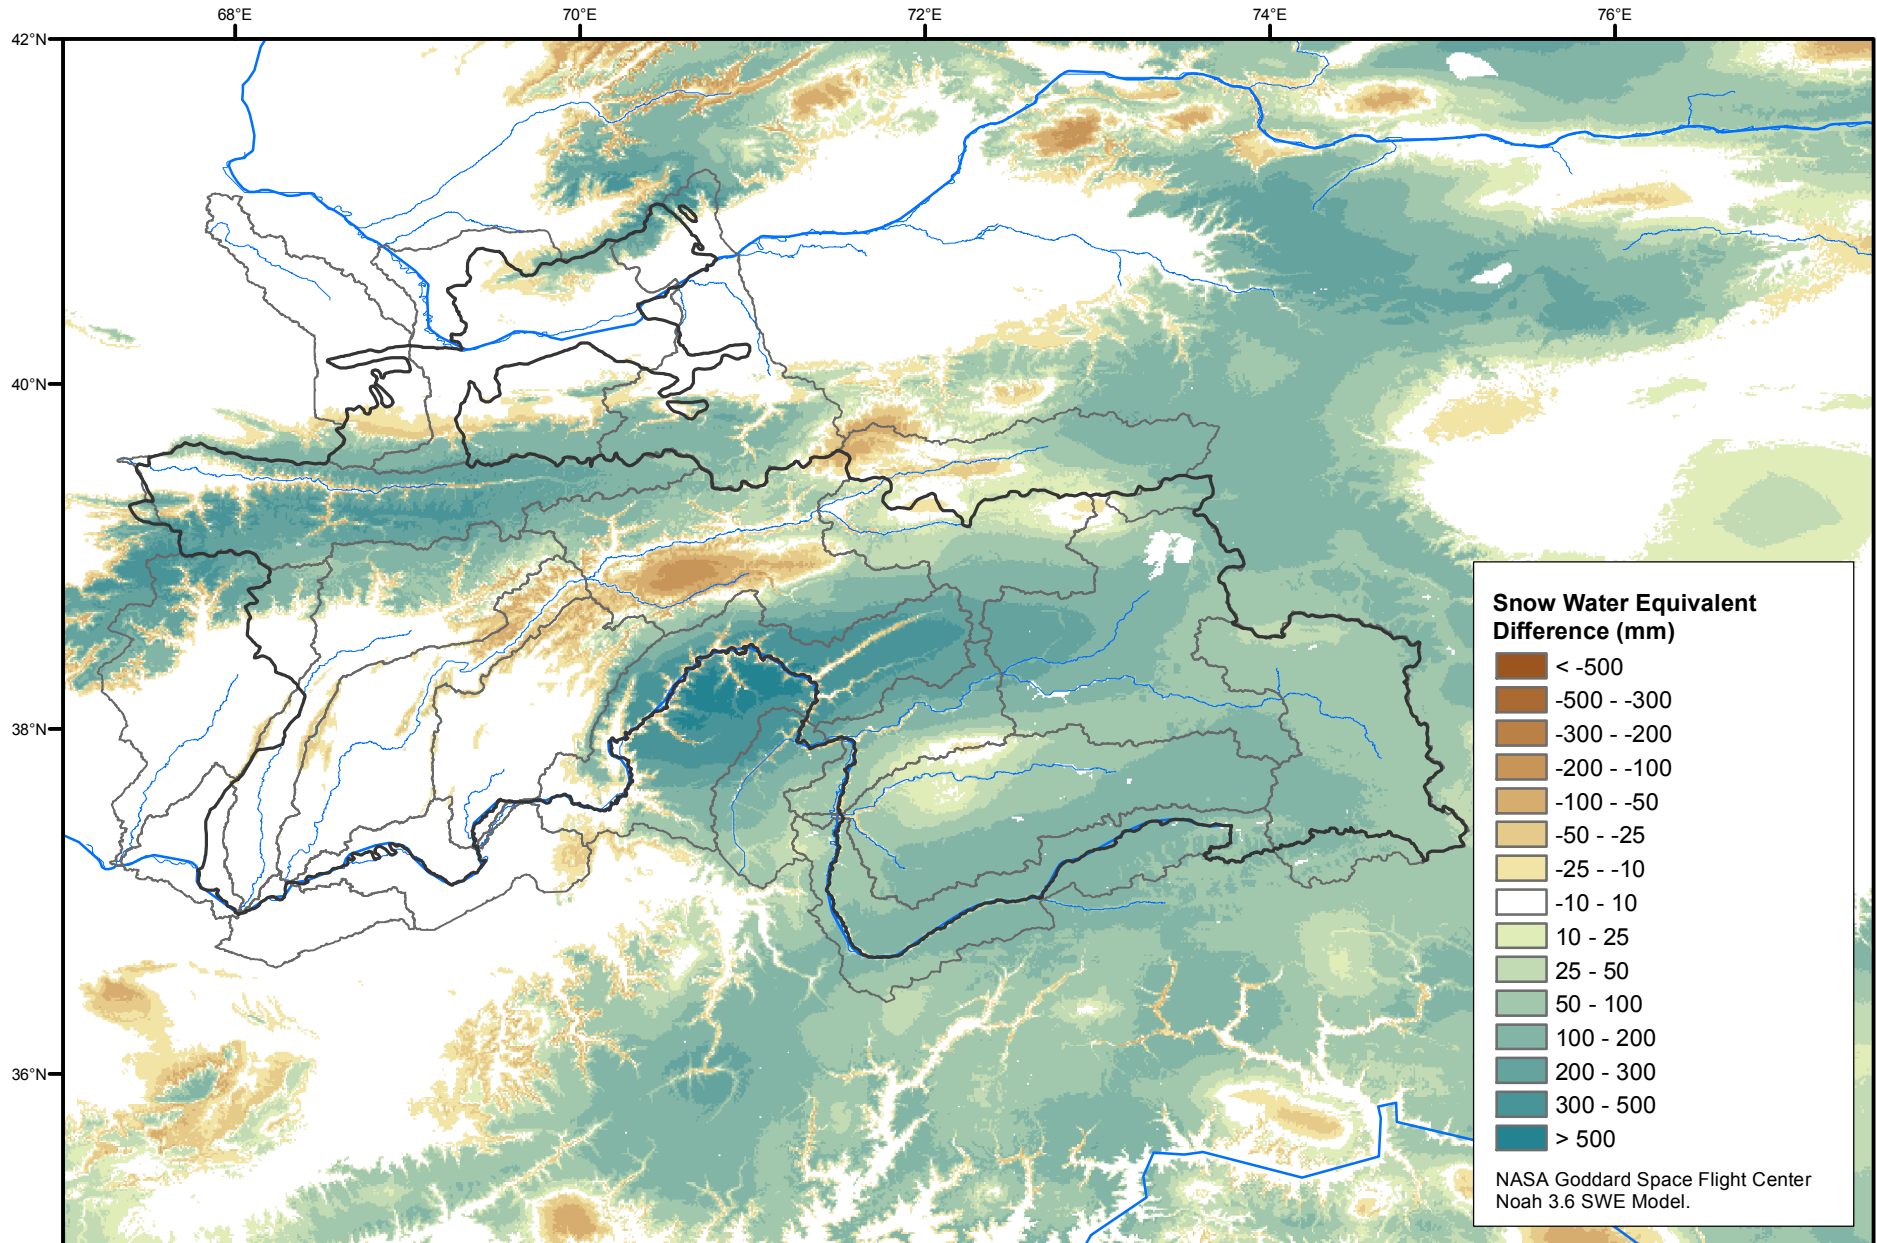 68°E 70°E 72°E 74°E 76°E
42°N
40°N
38°N
36°N
Snow Water Equivalent
Difference (mm)
< -500
-500 - -300
-300 - -200
-200 - -100
-100 - -50
-50 - -25
-25 - -10
-10 - 10
10 - 25
25 - 50
50 - 100
100 - 200
200 - 300
300 - 500
> 500
NASA Goddard Space Flight Center
Noah 3.6 SWE Model.